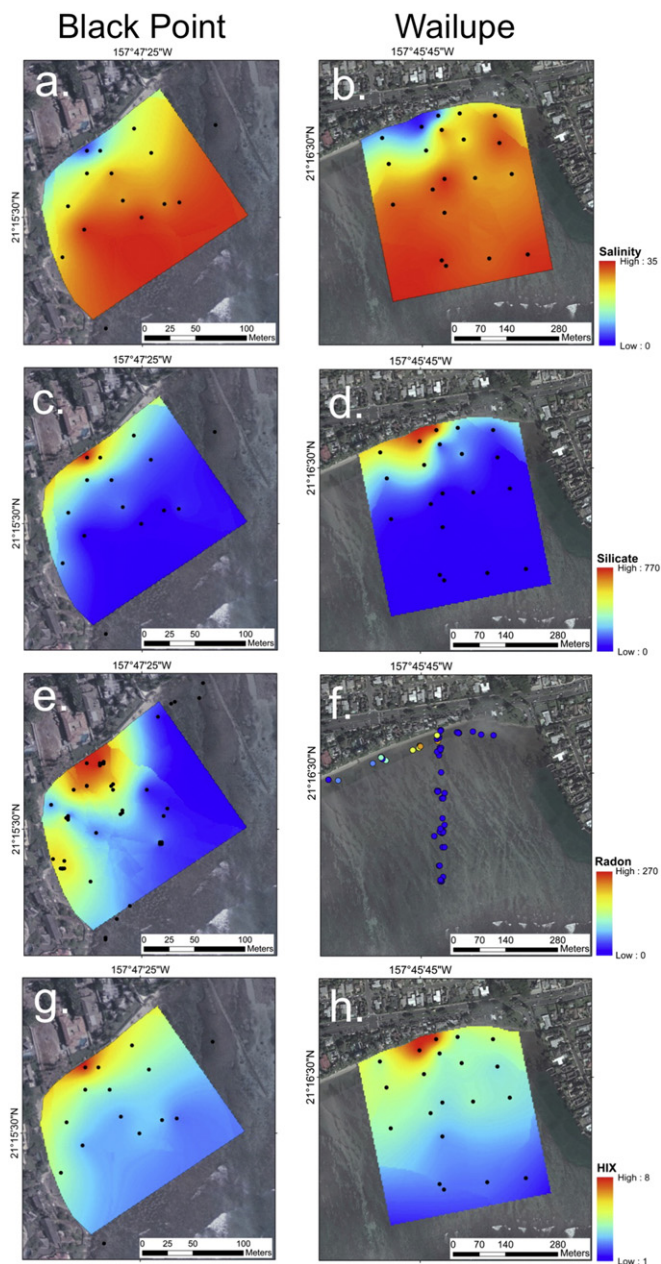 Black Point
Wailupe
157°47'25"W
157°45'45"W
a.
b.
21°15'30"N
21°16'30"N
Salinity
High : 35
Low : 0
0 25 50 100
Meters
0 70 140 280
Meters
157°47'25"W
157°45'45"W
c.
d.
21°15'30"N
21°16'30"N
Silicate
High : 770
Low : 0
0 25 50 100
Meters
0 70 140 280
Meters
157°47'25"W
157°45'45"W
e.
f.
21°15'30"N
21°16'30"N
Radon
High : 270
Low : 0
0 25 50 100
Meters
0 70 140 280
Meters
157°47'25"W
157°45'45"W
g.
h.
21°15'30"N
21°16'30"N
HIX
High : 8
Low : 1
0 25 50 100
Meters
0 70 140 280
Meters